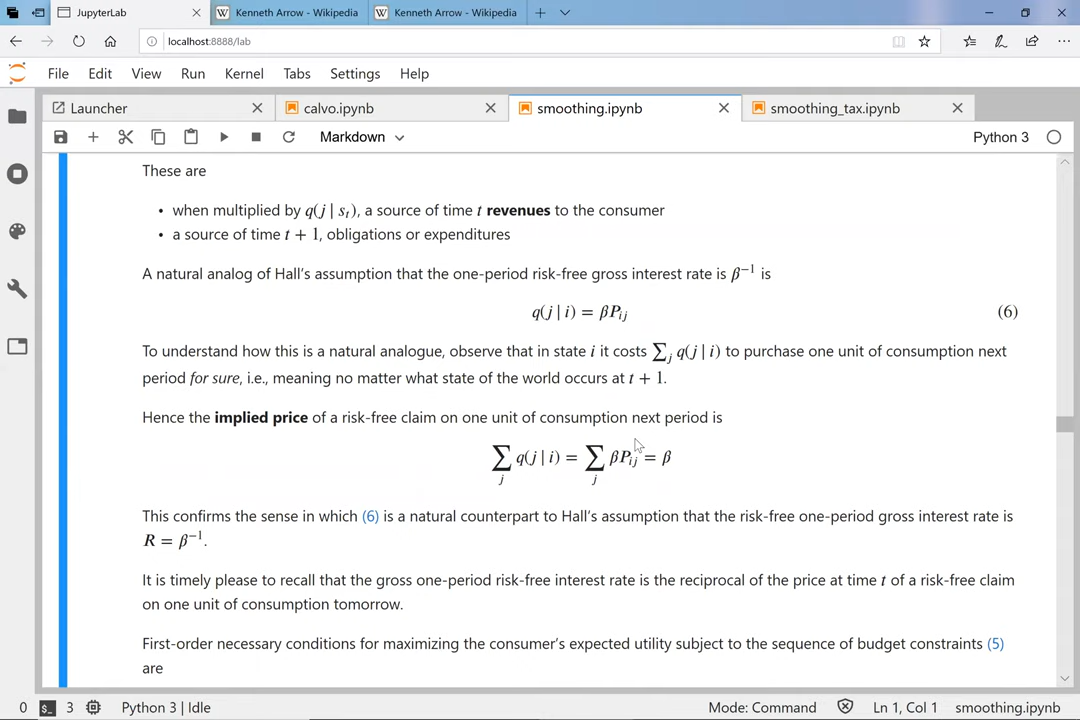 JupyterLab
Kenneth Arrow - Wikipedia
Kenneth Arrow - Wikipedia
localhost:8888/lab
File Edit View Run Kernel Tabs Settings Help
Launcher
calvo.ipynb
smoothing.ipynb
smoothing_tax.ipynb
Markdown
Python 3
These are
• when multiplied by q(j | s_t), a source of time t revenues to the consumer
• a source of time t + 1, obligations or expenditures
A natural analog of Hall's assumption that the one-period risk-free gross interest rate is β⁻¹ is
q(j | i) = βP_ij (6)
To understand how this is a natural analogue, observe that in state i it costs ∑_j q(j | i) to purchase one unit of consumption next
period for sure, i.e., meaning no matter what state of the world occurs at t + 1.
Hence the implied price of a risk-free claim on one unit of consumption next period is
∑_j q(j | i) = ∑_j βP_ij = β
This confirms the sense in which (6) is a natural counterpart to Hall's assumption that the risk-free one-period gross interest rate is
R = β⁻¹.
It is timely please to recall that the gross one-period risk-free interest rate is the reciprocal of the price at time t of a risk-free claim
on one unit of consumption tomorrow.
First-order necessary conditions for maximizing the consumer's expected utility subject to the sequence of budget constraints (5)
are
0 $_ 3 Python 3 | Idle Mode: Command Ln 1, Col 1 smoothing.ipynb